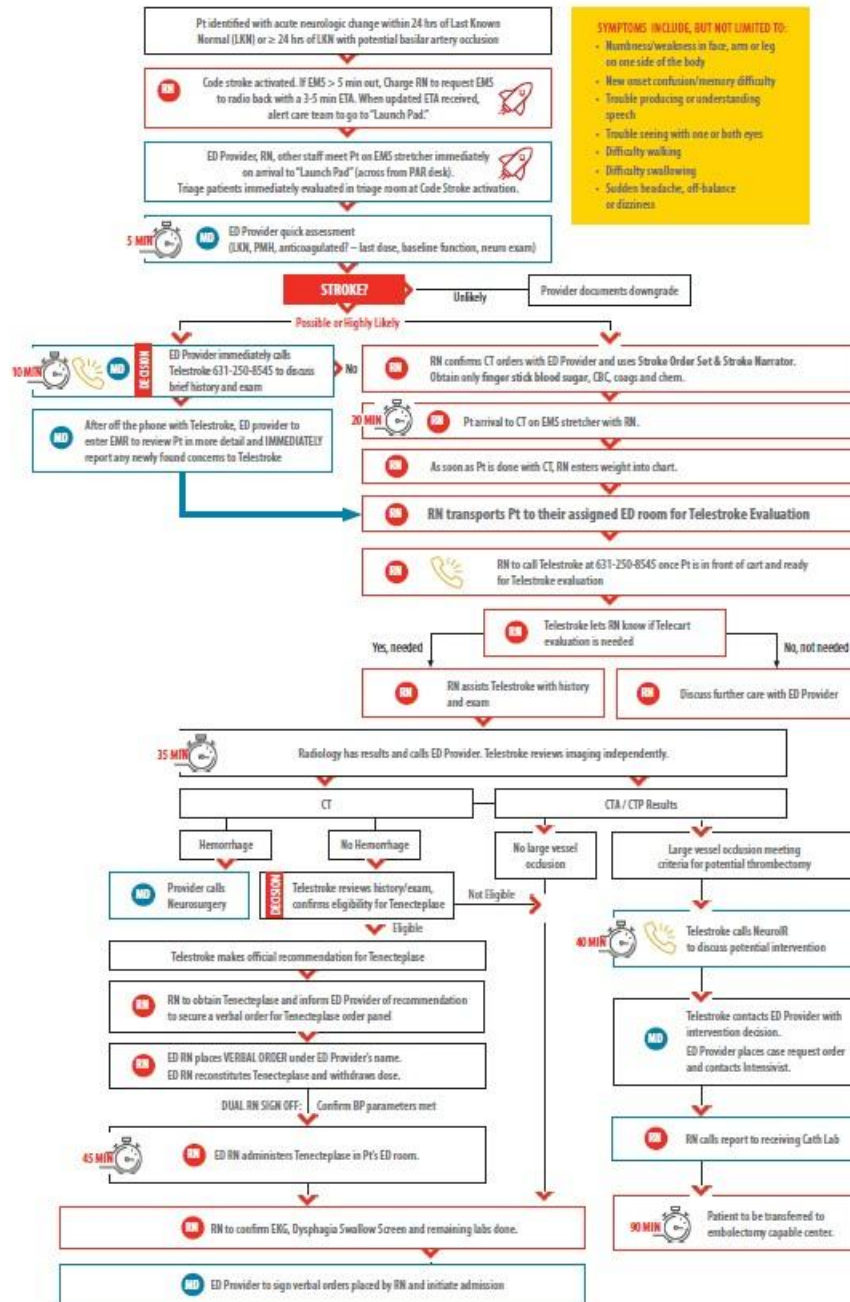 Pt identified with acute neurologic change within 24 hrs of Last Known
Normal (LKN) or ≥ 24 hrs of LKN with potential basilar artery occlusion
SYMPTOMS INCLUDE, BUT NOT LIMITED TO:
• Numbness/weakness in face, arm or leg
on one side of the body
• New onset confusion/memory difficulty
• Trouble producing or understanding
speech
• Trouble seeing with one or both eyes
• Difficulty walking
• Difficulty swallowing
• Sudden headache, off-balance
or dizziness
RN
Code stroke activated. If EMS > 5 min out, Charge RN to request EMS
to radio back with a 3-5 min ETA. When updated ETA received,
alert care team to go to "Launch Pad."
ED Provider, RN, other staff meet Pt on EMS stretcher immediately
on arrival to "Launch Pad" (across from PAR desk).
Triage patients immediately evaluated in triage room at Code Stroke activation.
5 MIN
MD
ED Provider quick assessment
(LKN, PMH, anticoagulated? – last dose, baseline function, neuro exam)
STROKE?
Unlikely
Provider documents downgrade
Possible or Highly Likely
10 MIN
MD
DECISION
ED Provider immediately calls
Telestroke 631-250-8545 to discuss
brief history and exam
No
RN
RN confirms CT orders with ED Provider and uses Stroke Order Set & Stroke Narrator.
Obtain only finger stick blood sugar, CBC, coags and chem.
MD
After off the phone with Telestroke, ED provider to
enter EMR to review Pt in more detail and IMMEDIATELY
report any newly found concerns to Telestroke
20 MIN
RN
Pt arrival to CT on EMS stretcher with RN.
RN
As soon as Pt is done with CT, RN enters weight into chart.
RN
RN transports Pt to their assigned ED room for Telestroke Evaluation
RN
RN to call Telestroke at 631-250-8545 once Pt is in front of cart and ready
for Telestroke evaluation
RN
Telestroke lets RN know if Telecart
evaluation is needed
Yes, needed
No, not needed
RN
RN assists Telestroke with history
and exam
RN
Discuss further care with ED Provider
35 MIN
Radiology has results and calls ED Provider. Telestroke reviews imaging independently.
CT
CTA / CTP Results
Hemorrhage
No Hemorrhage
No large vessel
occlusion
Large vessel occlusion meeting
criteria for potential thrombectomy
MD
Provider calls
Neurosurgery
DECISION
Telestroke reviews history/exam,
confirms eligibility for Tenecteplase
Not Eligible
Eligible
40 MIN
Telestroke calls NeuroIR
to discuss potential intervention
Telestroke makes official recommendation for Tenecteplase
RN
RN to obtain Tenecteplase and inform ED Provider of recommendation
to secure a verbal order for Tenecteplase order panel
MD
Telestroke contacts ED Provider with
intervention decision.
ED Provider places case request order
and contacts Intensivist.
RN
ED RN places VERBAL ORDER under ED Provider's name.
ED RN reconstitutes Tenecteplase and withdraws dose.
DUAL RN SIGN OFF: Confirm BP parameters met
RN
RN calls report to receiving Cath Lab
45 MIN
RN
ED RN administers Tenecteplase in Pt's ED room.
90 MIN
Patient to be transferred to
embolectomy capable center.
RN
RN to confirm EKG, Dysphagia Swallow Screen and remaining labs done.
MD
ED Provider to sign verbal orders placed by RN and initiate admission